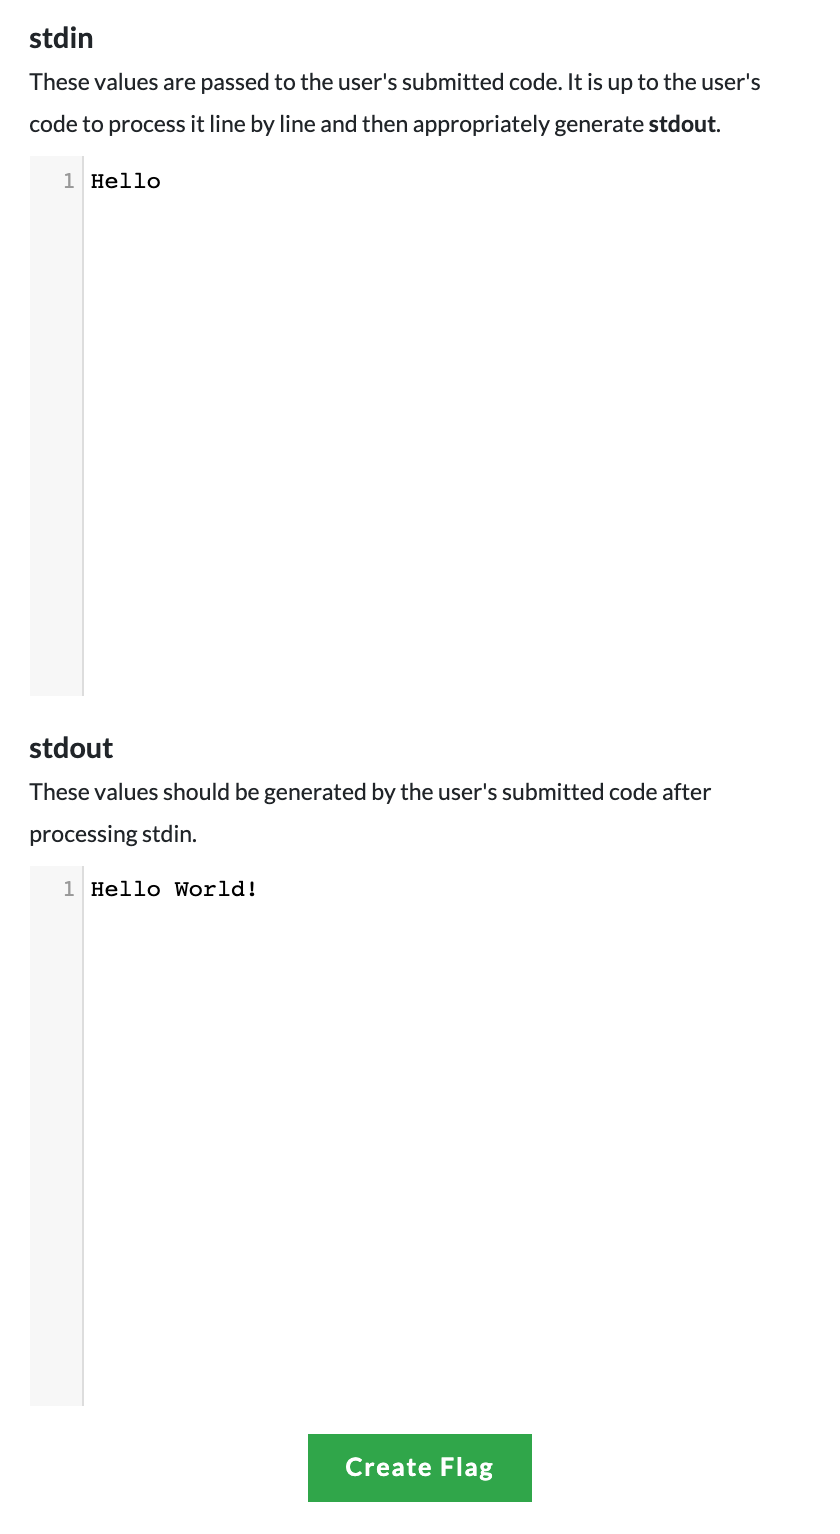 stdin
These values are passed to the user's submitted code. It is up to the user's
code to process it line by line and then appropriately generate stdout.
1 Hello
stdout
These values should be generated by the user's submitted code after
processing stdin.
1 Hello World!
Create Flag